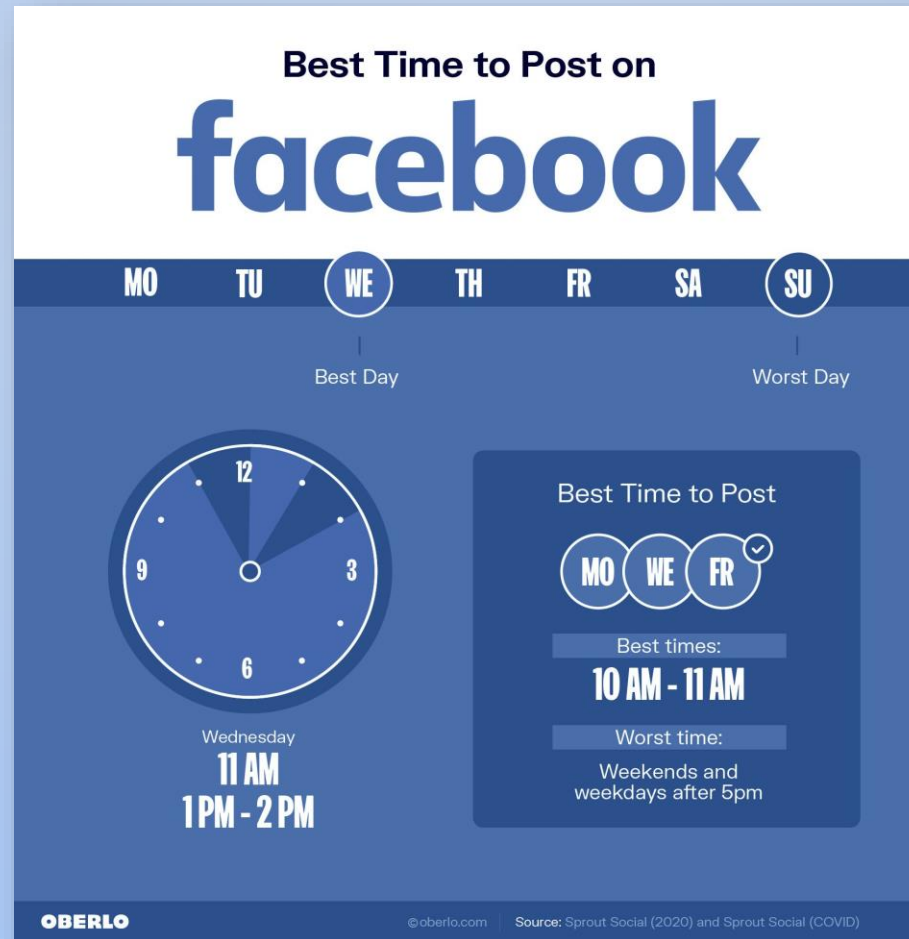 Best Time to Post on
facebook
MO TU WE TH FR SA SU
Best Day
Worst Day
12
3
6
9
Wednesday
11 AM
1 PM - 2 PM
Best Time to Post
MO WE FR
Best times:
10 AM - 11 AM
Worst time:
Weekends and
weekdays after 5pm
OBERLO
©oberlo.com
Source: Sprout Social (2020) and Sprout Social (COVID)